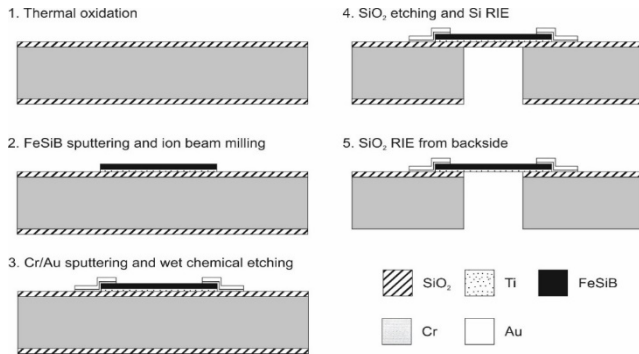 1. Thermal oxidation
2. FeSiB sputtering and ion beam milling
3. Cr/Au sputtering and wet chemical etching
4. SiO₂ etching and Si RIE
5. SiO₂ RIE from backside
SiO₂
Ti
FeSiB
Cr
Au